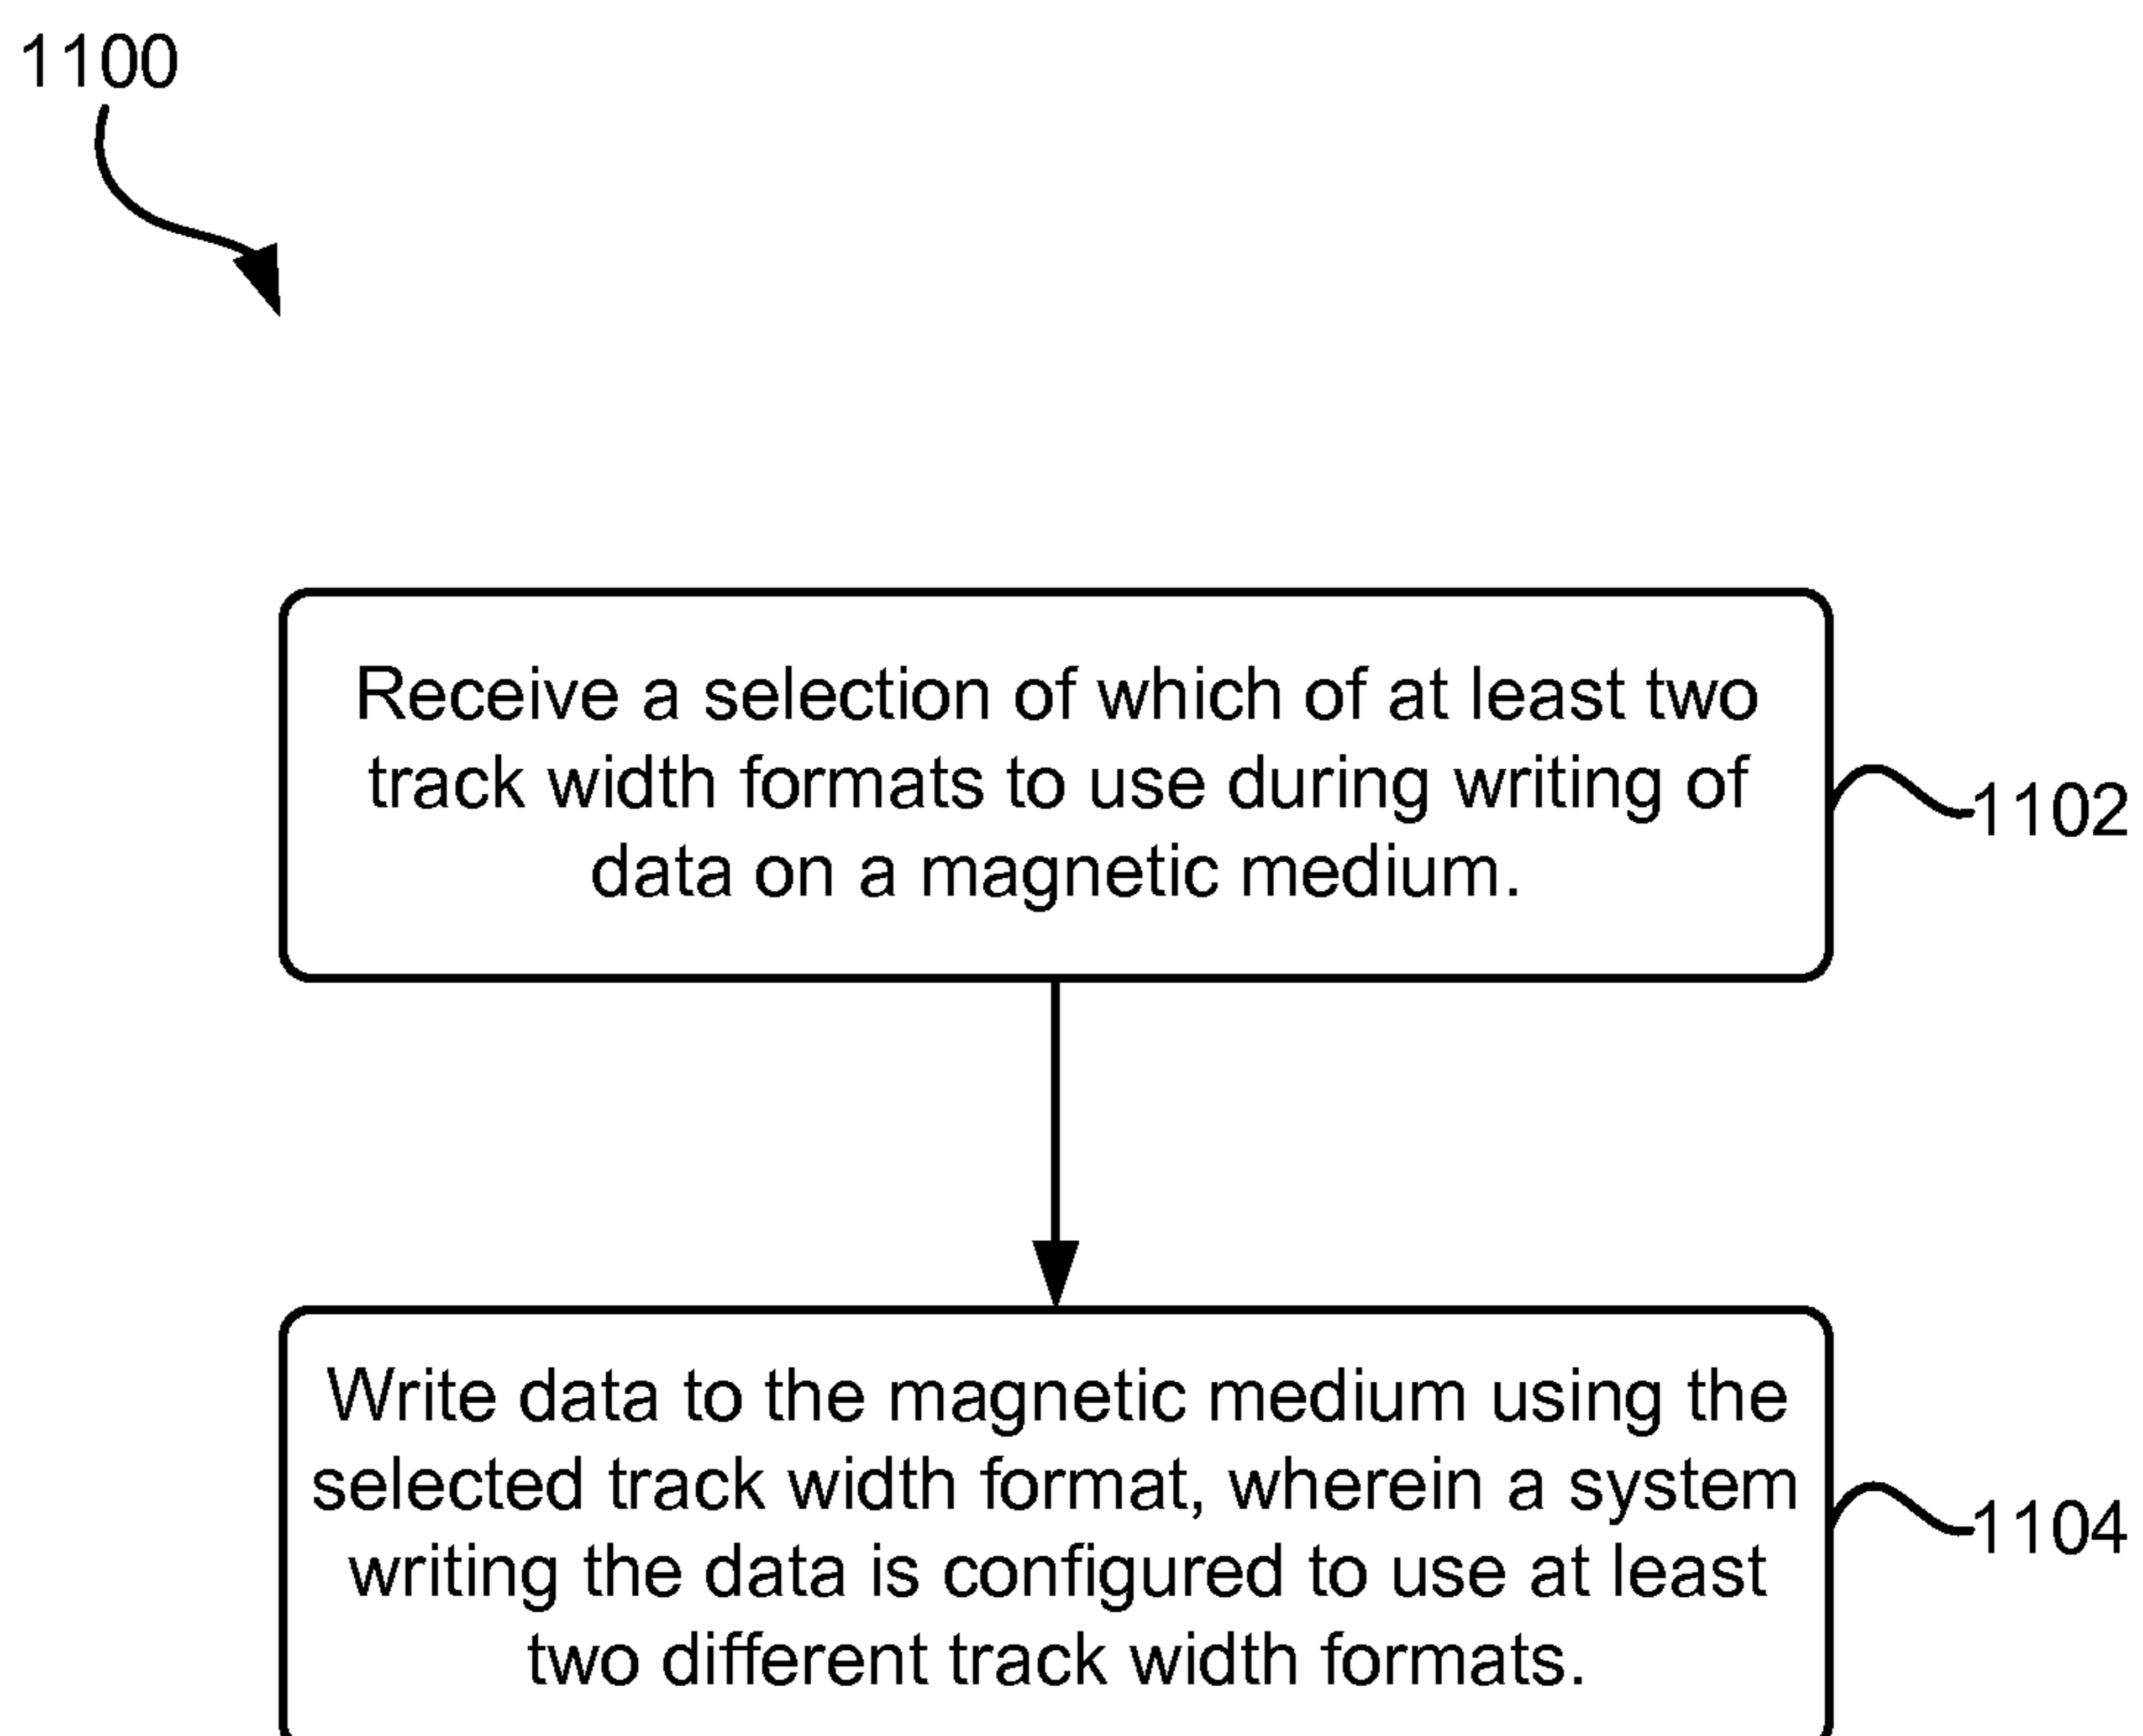 1100
Receive a selection of which of at least two
track width formats to use during writing of
data on a magnetic medium.
1102
Write data to the magnetic medium using the
selected track width format, wherein a system
writing the data is configured to use at least
two different track width formats.
1104